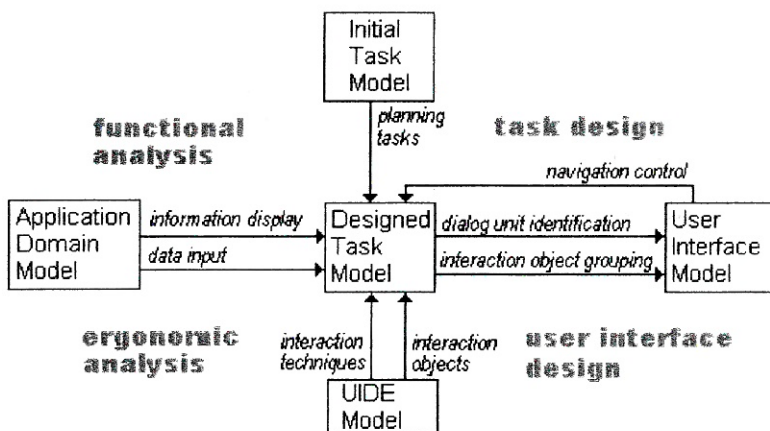 Initial
Task
Model
functional
analysis
planning
tasks
task design
navigation control
Application
Domain
Model
information display
data input
Designed
Task
Model
dialog unit identification
interaction object grouping
User
Interface
Model
ergonomic
analysis
interaction
techniques
interaction
objects
user interface
design
UIDE
Model